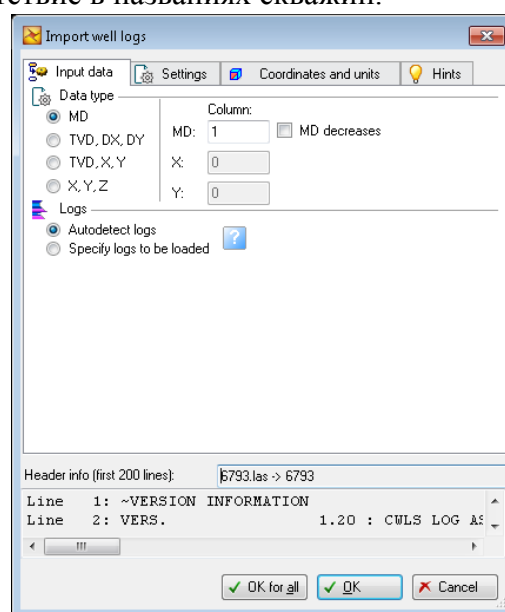 ствие в названиях скважин.
Import well logs
Input data Settings Coordinates and units Hints
Data type
MD
TVD, DX, DY
TVD, X, Y
X, Y, Z
Column:
MD: 1 MD decreases
X: 0
Y: 0
Logs
Autodetect logs
Specify logs to be loaded
?
Header info (first 200 lines): 6793.las -> 6793
Line 1: ~VERSION INFORMATION
Line 2: VERS. 1.20 : CWLS LOG AS
OK for all OK Cancel